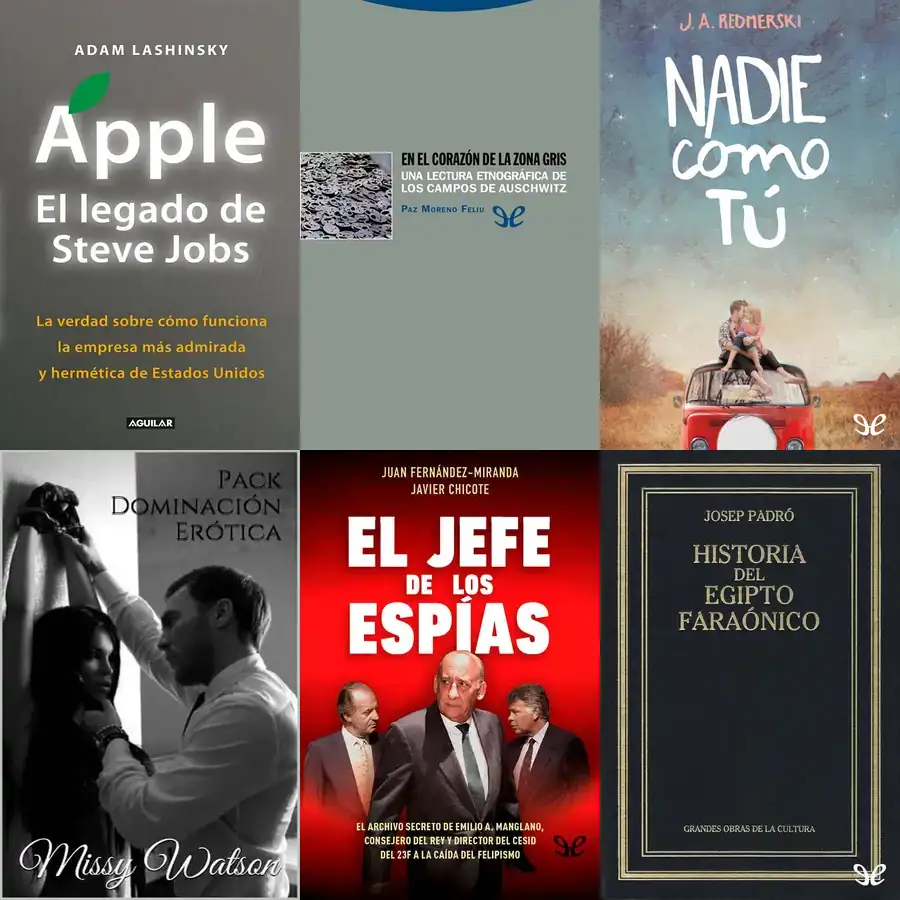 ADAM LASHINSKY
Apple
El legado de
Steve Jobs
La verdad sobre cómo funciona
la empresa más admirada
y hermética de Estados Unidos
AGUILAR
EN EL CORAZÓN DE LA ZONA GRIS
UNA LECTURA ETNOGRÁFICA DE
LOS CAMPOS DE AUSCHWITZ
PAZ MORENO FELIU
J. A. REDMERSKI
NADIE
como
TÚ
PACK
DOMINACIÓN
ERÓTICA
Missy Watson
JUAN FERNÁNDEZ-MIRANDA
JAVIER CHICOTE
EL JEFE
DE LOS
ESPÍAS
EL ARCHIVO SECRETO DE EMILIO A. MANGLANO,
CONSEJERO DEL REY Y DIRECTOR DEL CESID
DEL 23F A LA CAÍDA DEL FELIPISMO
JOSEP PADRÓ
HISTORIA
DEL
EGIPTO
FARAÓNICO
GRANDES OBRAS DE LA CULTURA